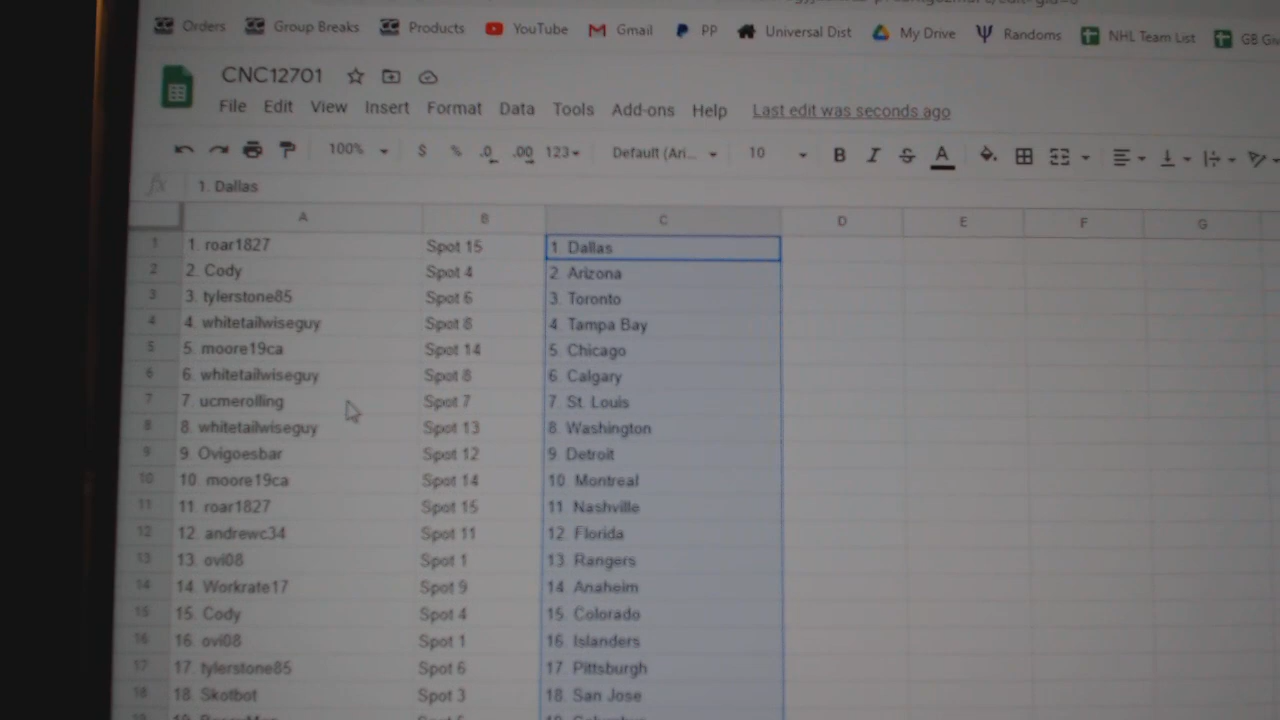 Orders Group Breaks Products YouTube Gmail PP Universal Dist My Drive Randoms NHL Team List
CNC12701
File Edit View Insert Format Data Tools Add-ons Help Last edit was seconds ago
100% $ % .0 .00 123 Default (Ari... 10 B I S A
fx 1. Dallas
A B C D E F G
1 1. roar1827 Spot 15 1. Dallas
2 2. Cody Spot 4 2. Arizona
3 3. tylerstone85 Spot 6 3. Toronto
4 4. whitetailwiseguy Spot 8 4. Tampa Bay
5 5. moore19ca Spot 14 5. Chicago
6 6. whitetailwiseguy Spot 8 6. Calgary
7 7. ucmerolling Spot 7 7. St. Louis
8 8. whitetailwiseguy Spot 13 8. Washington
9 9. Ovigoesbar Spot 12 9. Detroit
10 10. moore19ca Spot 14 10. Montreal
11 11. roar1827 Spot 15 11. Nashville
12 12. andrewc34 Spot 11 12. Florida
13 13. ovi08 Spot 1 13. Rangers
14 14. Workrate17 Spot 9 14. Anaheim
15 15. Cody Spot 4 15. Colorado
16 16. ovi08 Spot 1 16. Islanders
17 17. tylerstone85 Spot 6 17. Pittsburgh
18 18. Skotbot Spot 3 18. San Jose